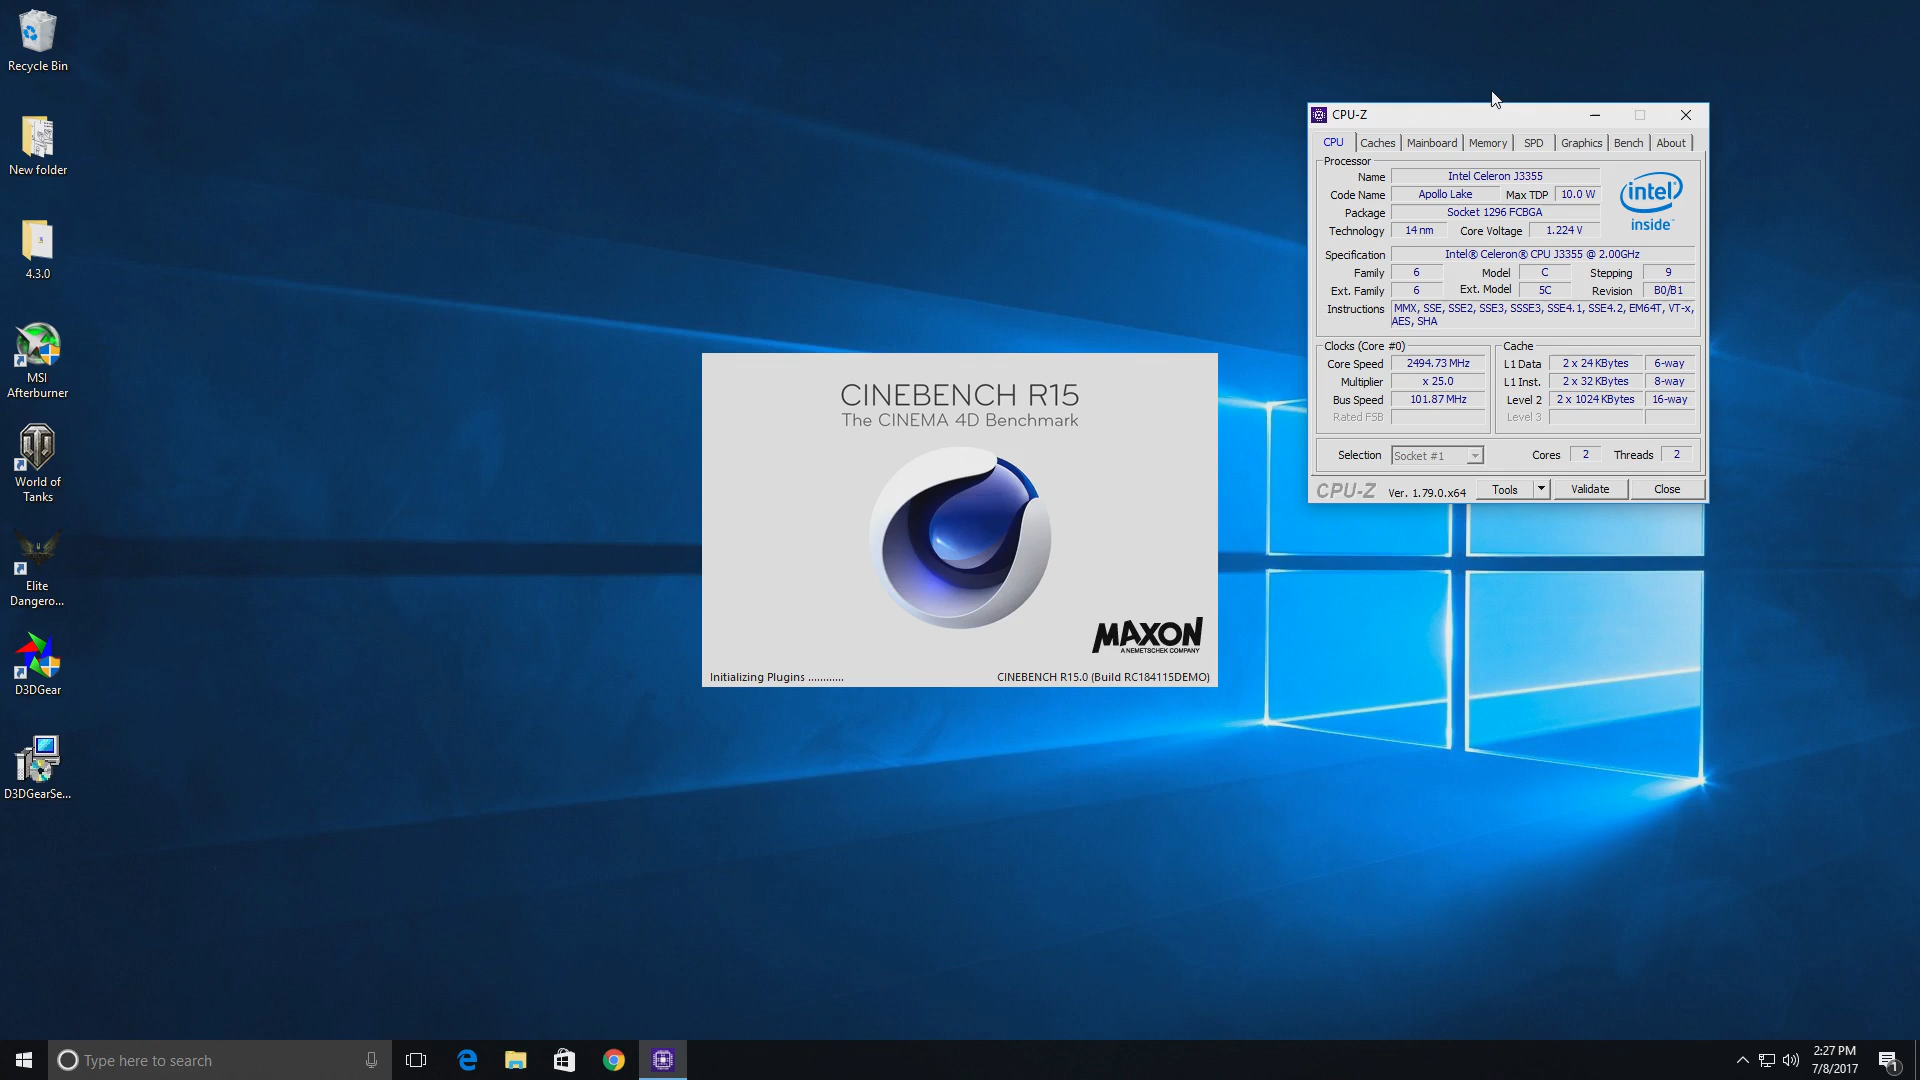 Recycle Bin
New folder
4.3.0
MSI
Afterburner
World of
Tanks
Elite
Dangero...
D3DGear
D3DGearSe...
CINEBENCH R15
The CINEMA 4D Benchmark
MAXON
A NEMETSCHEK COMPANY
Initializing Plugins ............ CINEBENCH R15.0 (Build RC184115DEMO)
CPU-Z
CPU Caches Mainboard Memory SPD Graphics Bench About
Processor
Name Intel Celeron J3355
Code Name Apollo Lake Max TDP 10.0 W
Package Socket 1296 FCBGA
Technology 14 nm Core Voltage 1.224 V
intel
inside
Specification Intel® Celeron® CPU J3355 @ 2.00GHz
Family 6 Model C Stepping 9
Ext. Family 6 Ext. Model 5C Revision B0/B1
Instructions MMX, SSE, SSE2, SSE3, SSSE3, SSE4.1, SSE4.2, EM64T, VT-x,
AES, SHA
Clocks (Core #0)
Core Speed 2494.73 MHz
Multiplier x 25.0
Bus Speed 101.87 MHz
Rated FSB
Cache
L1 Data 2 x 24 KBytes 6-way
L1 Inst. 2 x 32 KBytes 8-way
Level 2 2 x 1024 KBytes 16-way
Level 3
Selection Socket #1 Cores 2 Threads 2
CPU-Z Ver. 1.79.0.x64 Tools Validate Close
Type here to search
2:27 PM
7/8/2017
1